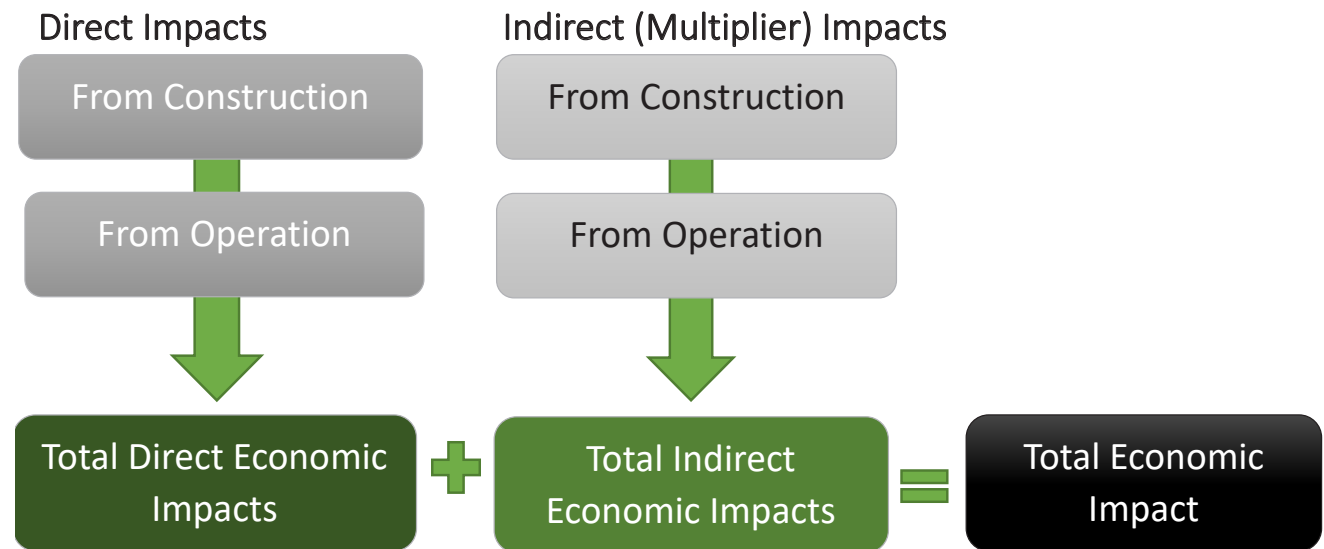 Direct Impacts
Indirect (Multiplier) Impacts
From Construction
From Construction
From Operation
From Operation
Total Direct Economic
Impacts
Total Indirect
Economic Impacts
Total Economic
Impact